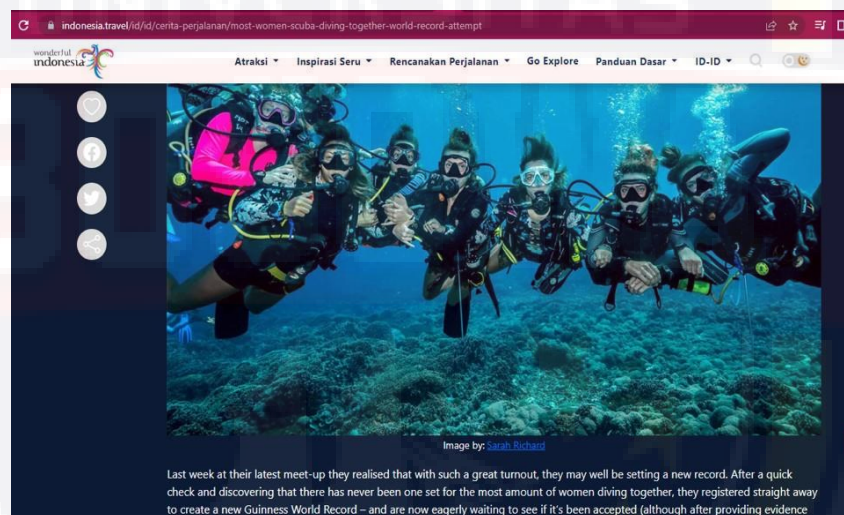 indonesia.travel/id/id/cerita-perjalanan/most-women-scuba-diving-together-world-record-attempt
wonderful
indonesia
Atraksi Inspirasi Seru Rencanakan Perjalanan Go Explore Panduan Dasar ID-ID
Image by: Sarah Richard
Last week at their latest meet-up they realised that with such a great turnout, they may well be setting a new record. After a quick
check and discovering that there has never been one set for the most amount of women diving together, they registered straight away
to create a new Guinness World Record – and are now eagerly waiting to see if it's been accepted (although after providing evidence